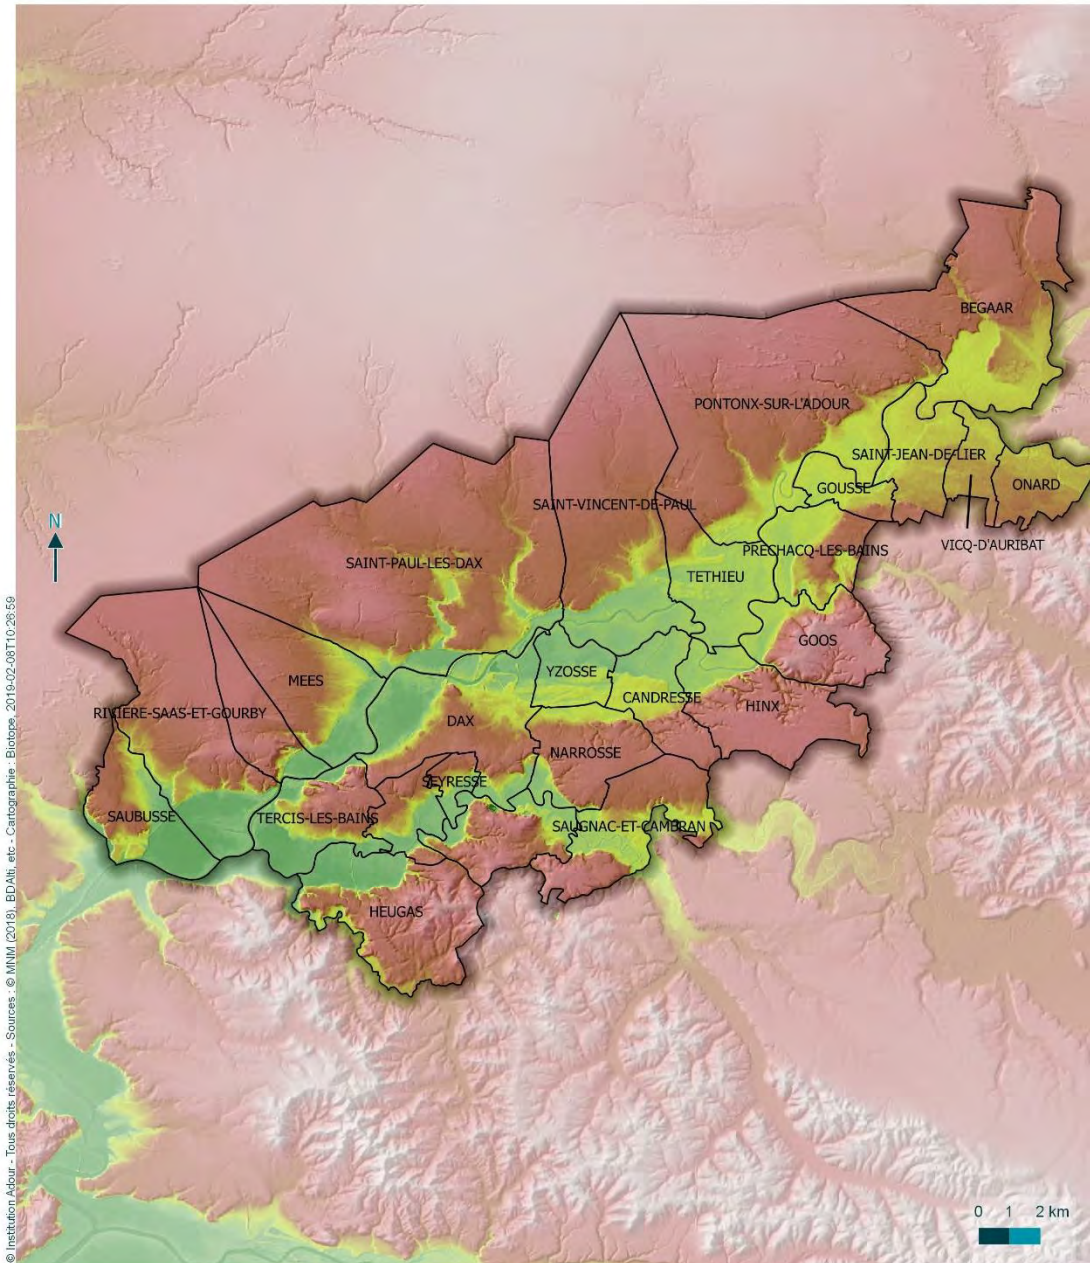 BEGAAR
PONTONX-SUR-L'ADOUR
SAINT-JEAN-DE-LIER
GOUSSE
ONARD
SAINT-VINCENT-DE-PAUL
VICQ-D'AURIBAT
PRECHACQ-LES-BAINS
SAINT-PAUL-LES-DAX
TETHIEU
GOOS
N
YZOSSE
MEES
CANDRESSE
HINX
RIVIERE-SAAS-ET-GOURBY
DAX
NARROSSE
SEYRESSE
SAUBUSSE
TERCIS-LES-BAINS
SAUGNAC-ET-CAMBRAN
HEUGAS
0 1 2 km
© Institution Adour - Tous droits réservés - Sources : © MNM (2018), BDAlti, etc - Cartographie : Biotope, 2019-02-08T10:26:59